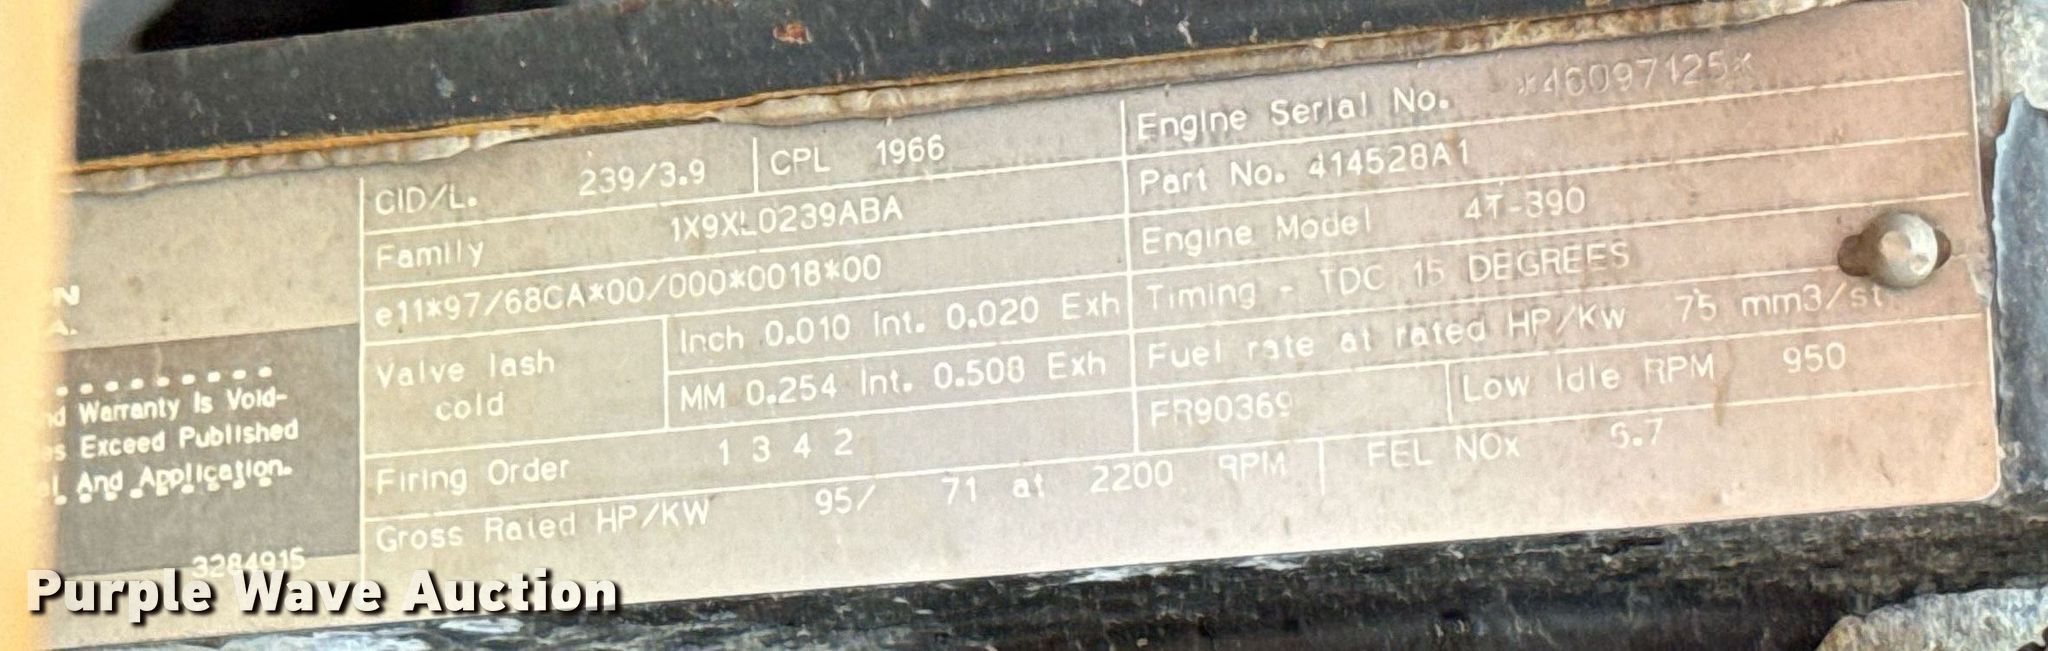 N
A.
d Warranty Is Void-
s Exceed Published
l And Application.
3284915
CID/L. 239/3.9 CPL 1966
Family 1X9XL0239ABA
e11*97/68CA*00/000*0018*00
Valve lash cold
Inch 0.010 Int. 0.020 Exh
MM 0.254 Int. 0.508 Exh
Firing Order 1 3 4 2
Gross Rated HP/KW 95/ 71 at 2200 RPM FEL NOx 6.7
Engine Serial No. *46097125*
Part No. 414528A1
Engine Model 4T-390
Timing - TDC 15 DEGREES
Fuel rate at rated HP/Kw 75 mm3/st
FR90369 Low Idle RPM 950
Purple Wave Auction